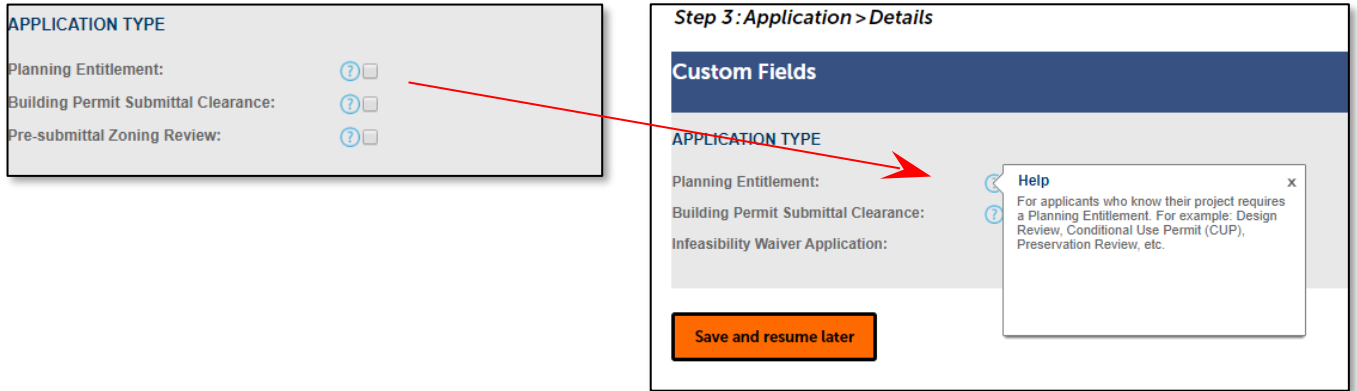 APPLICATION TYPE
Planning Entitlement:
Building Permit Submittal Clearance:
Pre-submittal Zoning Review:
Step 3: Application > Details
Custom Fields
APPLICATION TYPE
Planning Entitlement:
Building Permit Submittal Clearance:
Infeasibility Waiver Application:
Help x
For applicants who know their project requires
a Planning Entitlement. For example: Design
Review, Conditional Use Permit (CUP),
Preservation Review, etc.
Save and resume later